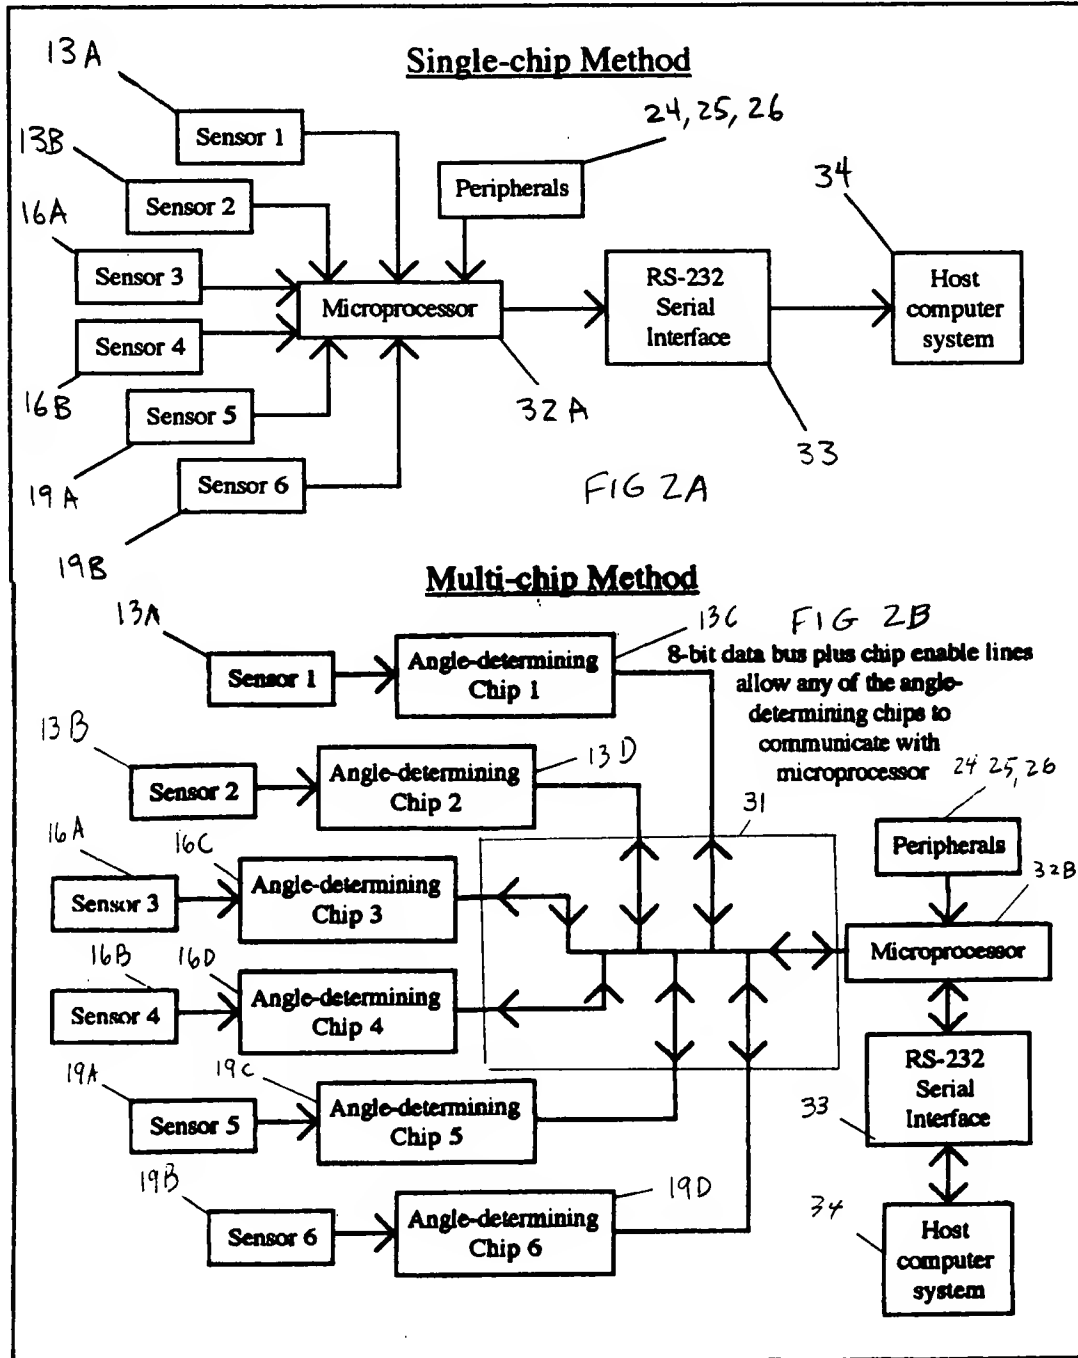 Single-chip Method
13A
Sensor 1
24, 25, 26
13B
Peripherals
34
Sensor 2
16A
Sensor 3
Microprocessor
RS-232
Serial
Interface
Host
computer
system
Sensor 4
16B
32A
Sensor 5
33
19A
Sensor 6
FIG 2A
19B
Multi-chip Method
13A
13C
FIG 2B
Sensor 1
Angle-determining
Chip 1
8-bit data bus plus chip enable lines
allow any of the angle-
determining chips to
communicate with
microprocessor
13B
13D
Sensor 2
Angle-determining
Chip 2
24 25, 26
31
16A
16C
Peripherals
Sensor 3
Angle-determining
Chip 3
32B
Microprocessor
16B
16D
Sensor 4
Angle-determining
Chip 4
RS-232
Serial
Interface
19A
19C
33
Sensor 5
Angle-determining
Chip 5
19B
19D
Sensor 6
Angle-determining
Chip 6
34
Host
computer
system